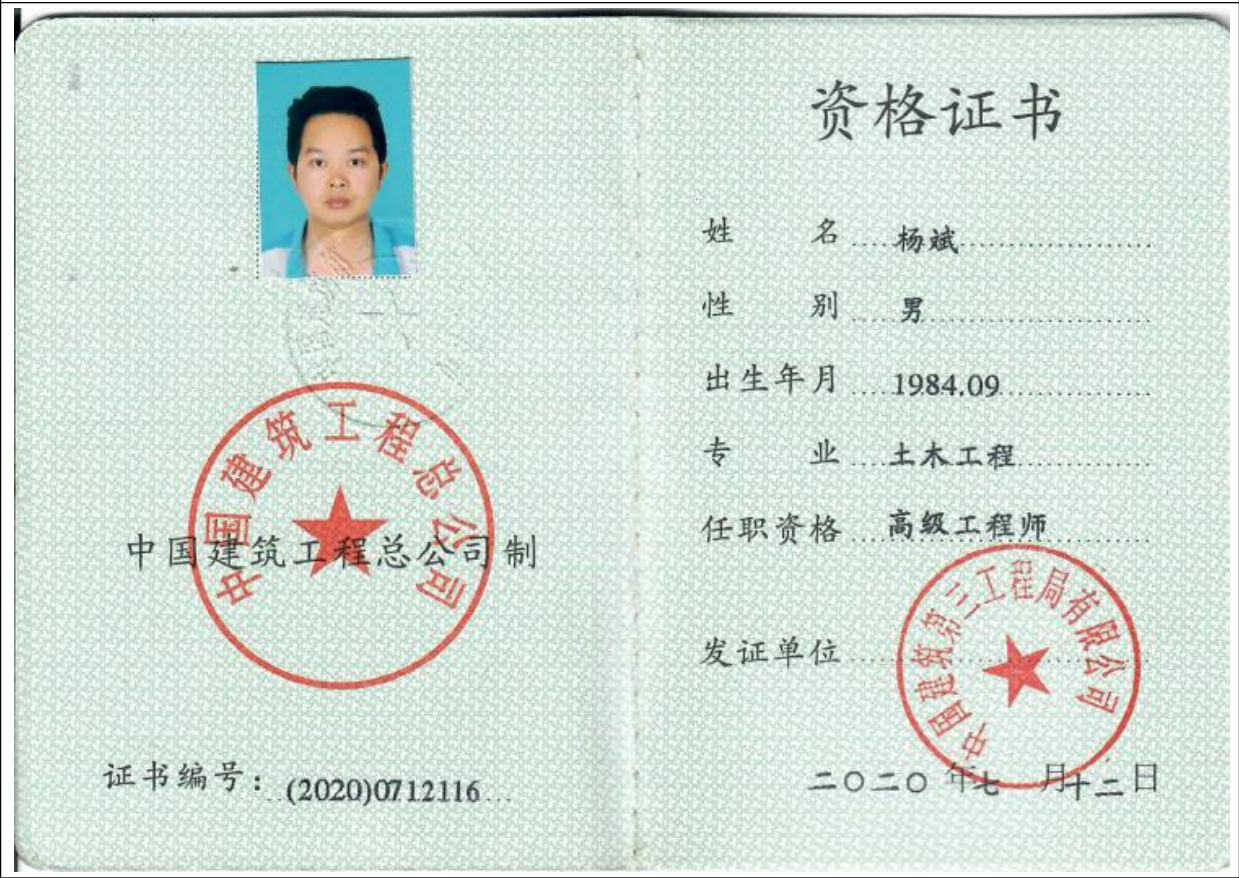 中国建筑工程总公司
中国建筑工程总公司制
证书编号：(2020)0712116
资格证书
姓 名 杨斌
性 别 男
出生年月 1984.09
专 业 土木工程
任职资格 高级工程师
发证单位
中国建筑第三工程局有限公司
二〇二〇 年七 月十二日